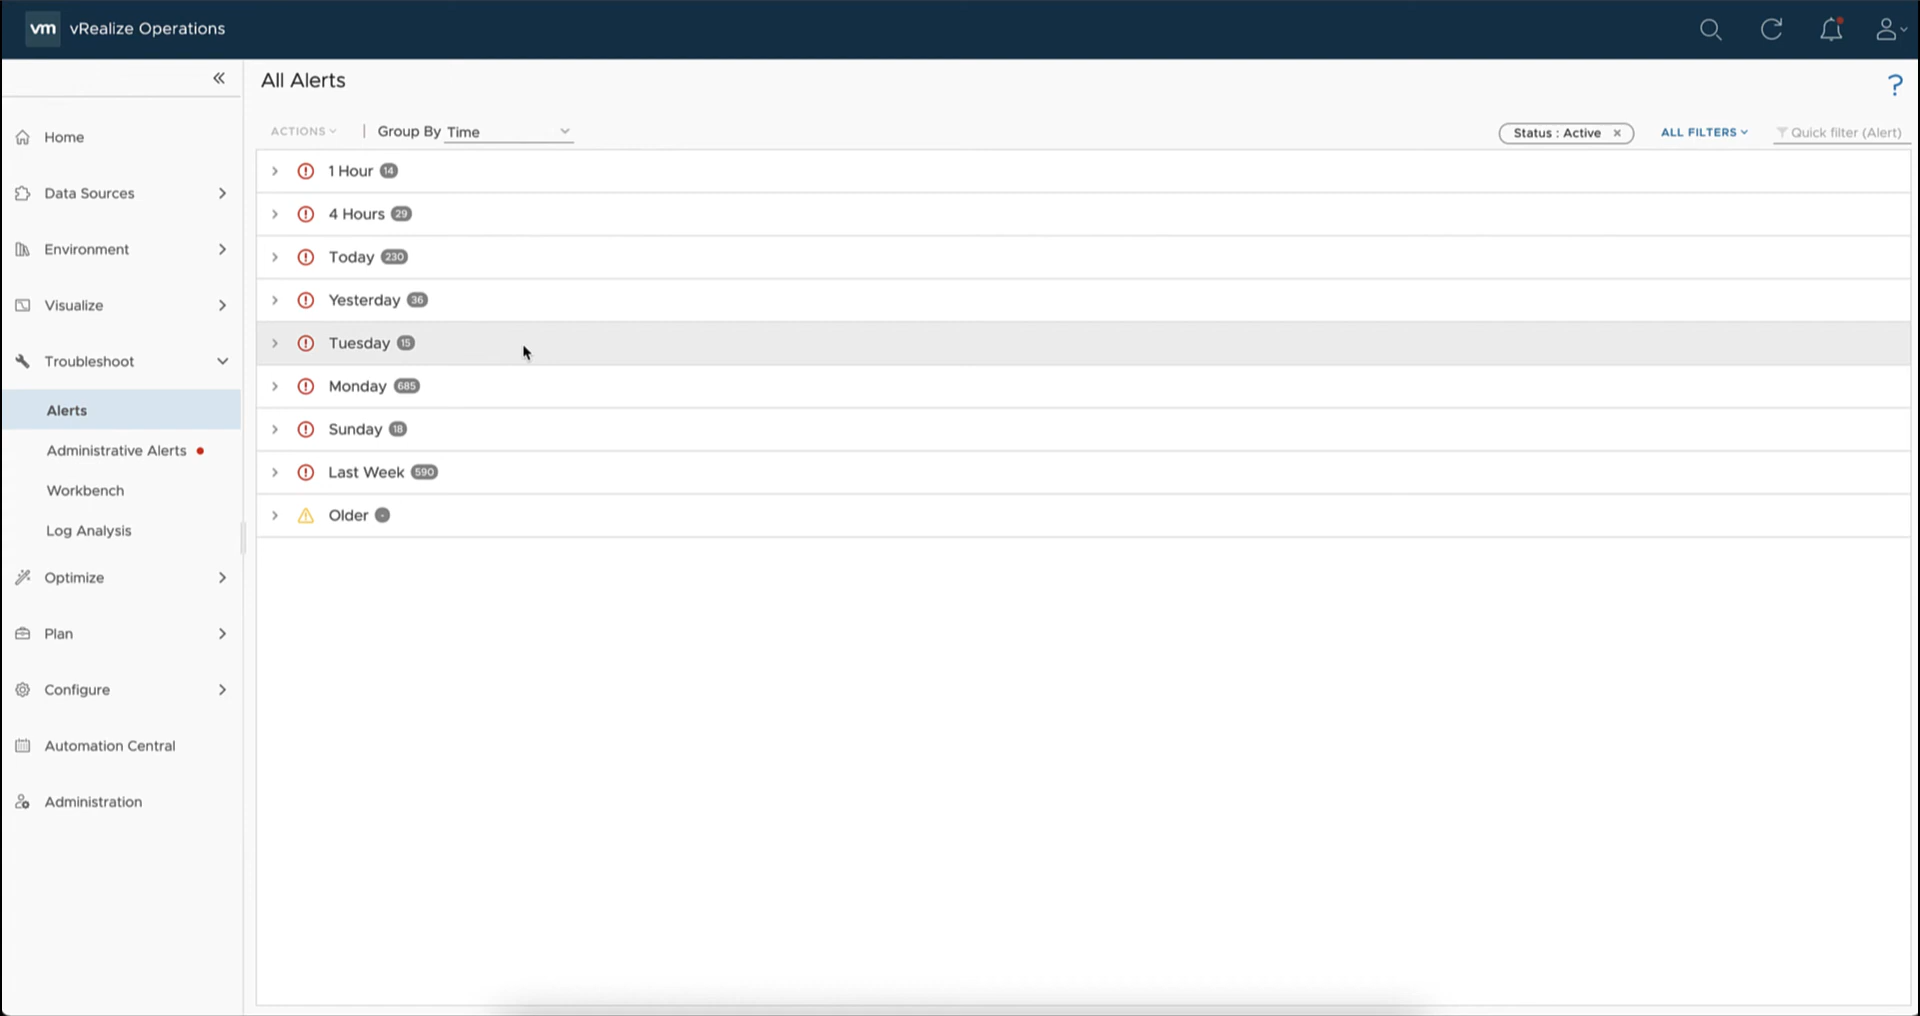 vm vRealize Operations
All Alerts
?
ACTIONS
Group By Time
Status : Active ×
ALL FILTERS
Quick filter (Alert)
Home
Data Sources
Environment
Visualize
Troubleshoot
Alerts
Administrative Alerts
Workbench
Log Analysis
Optimize
Plan
Configure
Automation Central
Administration
1 Hour 14
4 Hours 29
Today 230
Yesterday 36
Tuesday 15
Monday 685
Sunday 18
Last Week 590
Older -